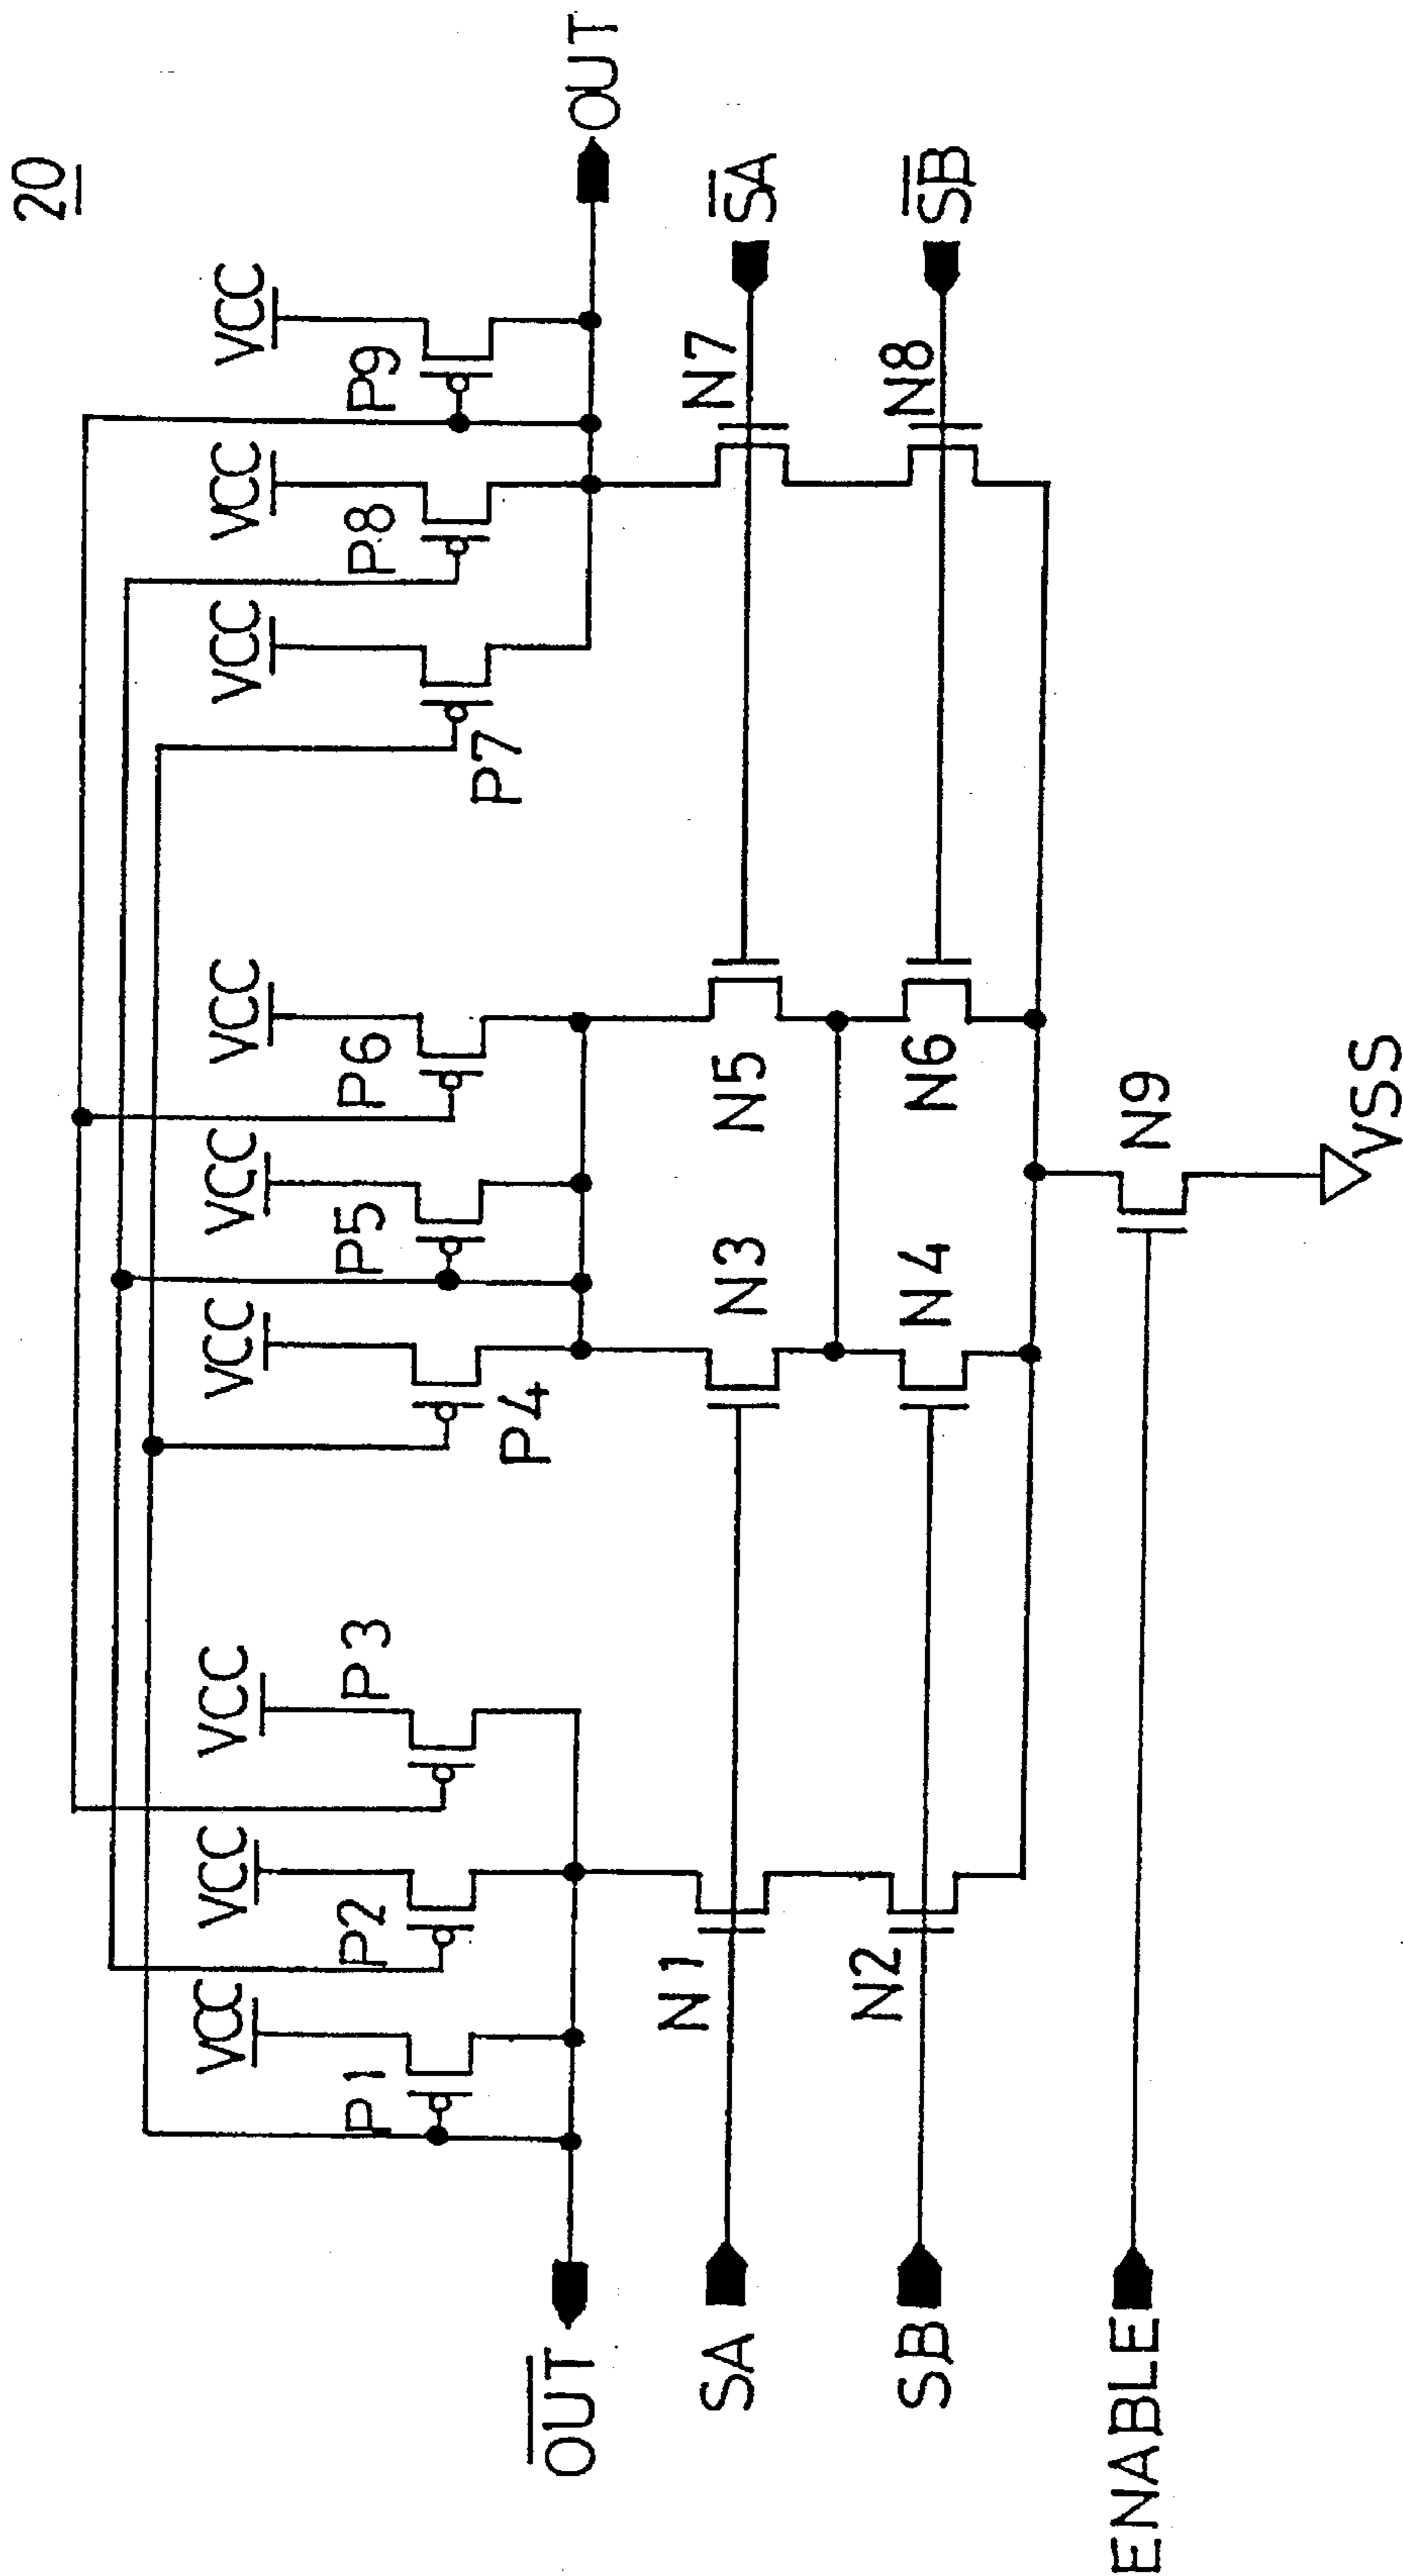 20
VCC
VCC
VCC
VCC
VCC
VCC
VCC
VCC
VCC
P1
P2
P3
P4
P5
P6
P7
P8
P9
OUT
OUT
SA
N1
N3
N5
N7
SA
SB
N2
N4
N6
N8
SB
ENABLE
N9
VSS